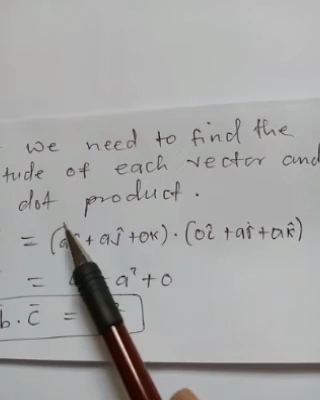 we need to find the
tude of each vector and
dot product.
= (aî + aĵ + 0k) · (0î + aĵ + ak̂)
= + a² + 0
b̄ · c̄ =